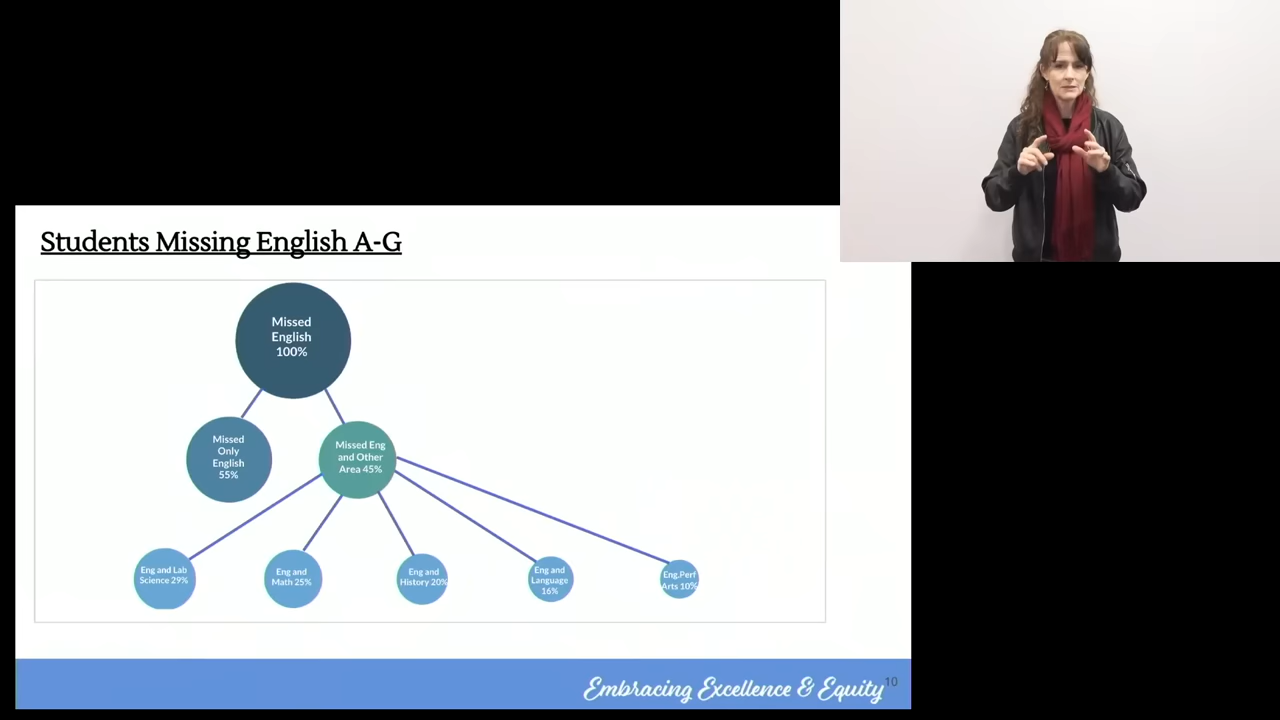 Students Missing English A-G
Missed
English
100%
Missed
Only
English
55%
Missed Eng
and Other
Area 45%
Eng and Lab
Science 29%
Eng and
Math 25%
Eng and
History 20%
Eng and
Language
16%
Eng.Perf
Arts 10%
Embracing Excellence & Equity
10